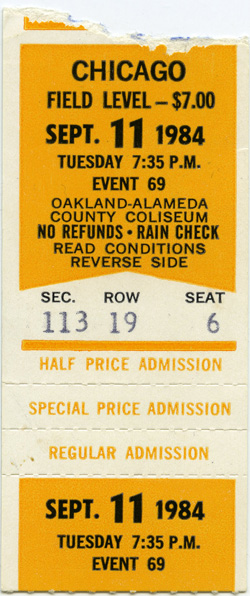 CHICAGO
FIELD LEVEL – $7.00
SEPT. 11 1984
TUESDAY 7:35 P.M.
EVENT 69
OAKLAND-ALAMEDA
COUNTY COLISEUM
NO REFUNDS • RAIN CHECK
READ CONDITIONS
REVERSE SIDE
SEC. ROW SEAT
113 19 6
HALF PRICE ADMISSION
SPECIAL PRICE ADMISSION
REGULAR ADMISSION
SEPT. 11 1984
TUESDAY 7:35 P.M.
EVENT 69